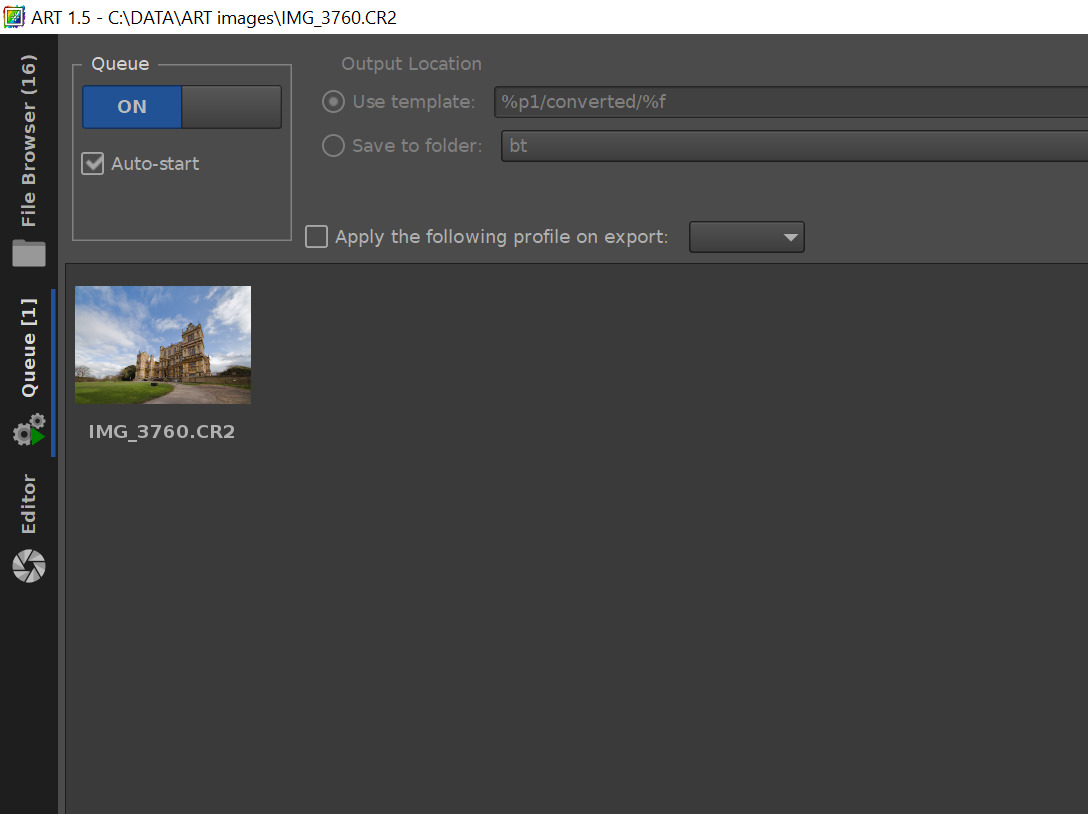 ART 1.5 - C:\DATA\ART images\IMG_3760.CR2
File Browser (16)
Queue [1]
Editor
Queue
ON
Auto-start
Output Location
Use template: %p1/converted/%f
Save to folder: bt
Apply the following profile on export:
IMG_3760.CR2